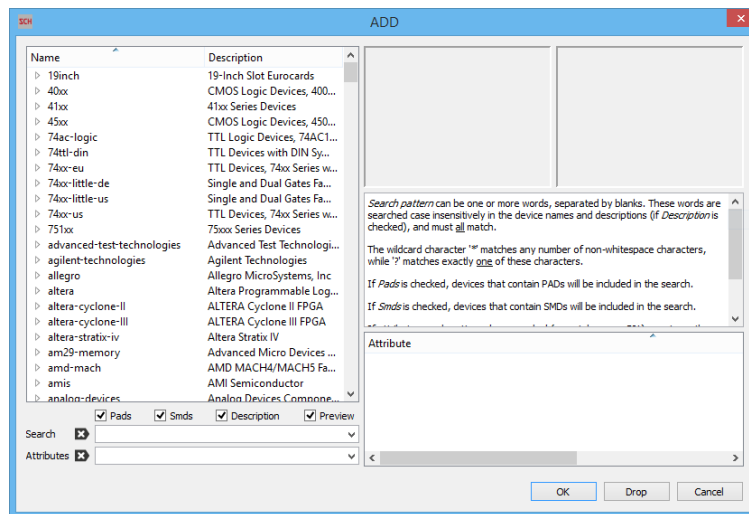 SCH
ADD
Name Description
19inch 19-Inch Slot Eurocards
40xx CMOS Logic Devices, 400...
41xx 41xx Series Devices
45xx CMOS Logic Devices, 450...
74ac-logic TTL Logic Devices, 74AC1...
74ttl-din TTL Devices with DIN Sy...
74xx-eu TTL Devices, 74xx Series w...
74xx-little-de Single and Dual Gates Fa...
74xx-little-us Single and Dual Gates Fa...
74xx-us TTL Devices, 74xx Series w...
751xx 75xxx Series Devices
advanced-test-technologies Advanced Test Technologi...
agilent-technologies Agilent Technologies
allegro Allegro MicroSystems, Inc
altera Altera Programmable Log...
altera-cyclone-II ALTERA Cyclone II FPGA
altera-cyclone-III ALTERA Cyclone III FPGA
altera-stratix-iv Altera Stratix IV
am29-memory Advanced Micro Devices ...
amd-mach AMD MACH4/MACH5 Fa...
amis AMI Semiconductor
analog-devices Analog Devices Compone...
Pads Smds Description Preview
Search
Attributes
Search pattern can be one or more words, separated by blanks. These words are
searched case insensitively in the device names and descriptions (if Description is
checked), and must all match.
The wildcard character '*' matches any number of non-whitespace characters,
while '?' matches exactly one of these characters.
If Pads is checked, devices that contain PADs will be included in the search.
If Smds is checked, devices that contain SMDs will be included in the search.
Attribute
OK Drop Cancel